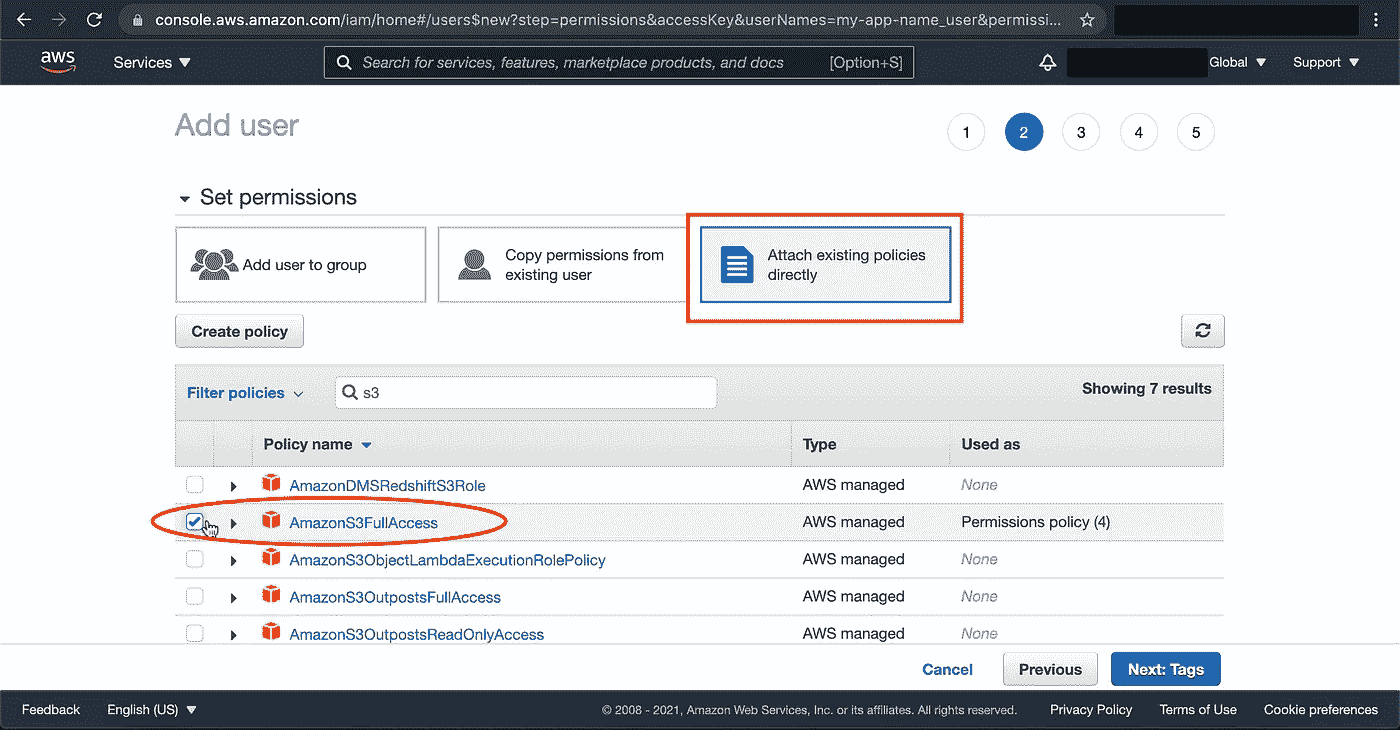 console.aws.amazon.com/iam/home#/users$new?step=permissions&accessKey&userNames=my-app-name_user&permissi...
aws Services Search for services, features, marketplace products, and docs [Option+S] Global Support
Add user 1 2 3 4 5
Set permissions
Add user to group
Copy permissions from
existing user
Attach existing policies
directly
Create policy
Filter policies s3 Showing 7 results
Policy name Type Used as
AmazonDMSRedshiftS3Role AWS managed None
AmazonS3FullAccess AWS managed Permissions policy (4)
AmazonS3ObjectLambdaExecutionRolePolicy AWS managed None
AmazonS3OutpostsFullAccess AWS managed None
AmazonS3OutpostsReadOnlyAccess AWS managed None
Cancel Previous Next: Tags
Feedback English (US) © 2008 - 2021, Amazon Web Services, Inc. or its affiliates. All rights reserved. Privacy Policy Terms of Use Cookie preferences